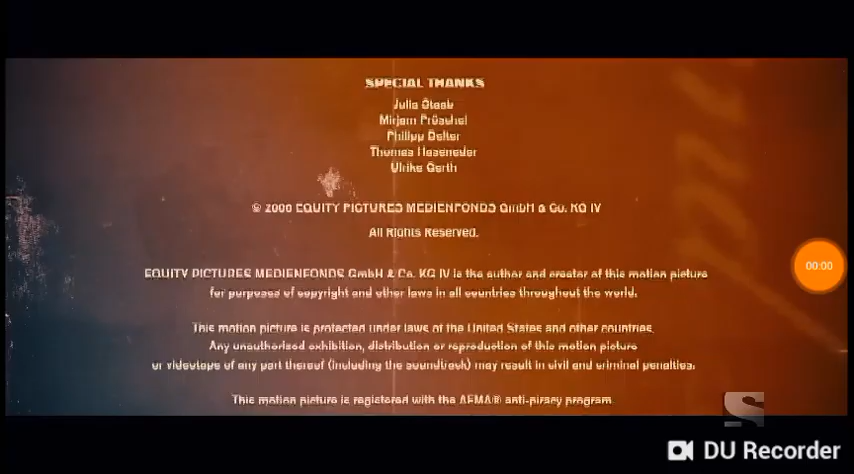 SPECIAL THANKS
Julia Staab
Mirjam Prüschel
Philipp Delter
Thomas Haseneder
Ulrike Gerth
© 2006 EQUITY PICTURES MEDIENFONDS GmbH & Co. KG IV
All Rights Reserved.
EQUITY PICTURES MEDIENFONDS GmbH & Co. KG IV is the author and creator of this motion picture
for purposes of copyright and other laws in all countries throughout the world.
This motion picture is protected under laws of the United States and other countries.
Any unauthorized exhibition, distribution or reproduction of this motion picture
or videotape of any part thereof (including the soundtrack) may result in civil and criminal penalties.
This motion picture is registered with the AFMA® anti-piracy program
00:00
S
DU Recorder